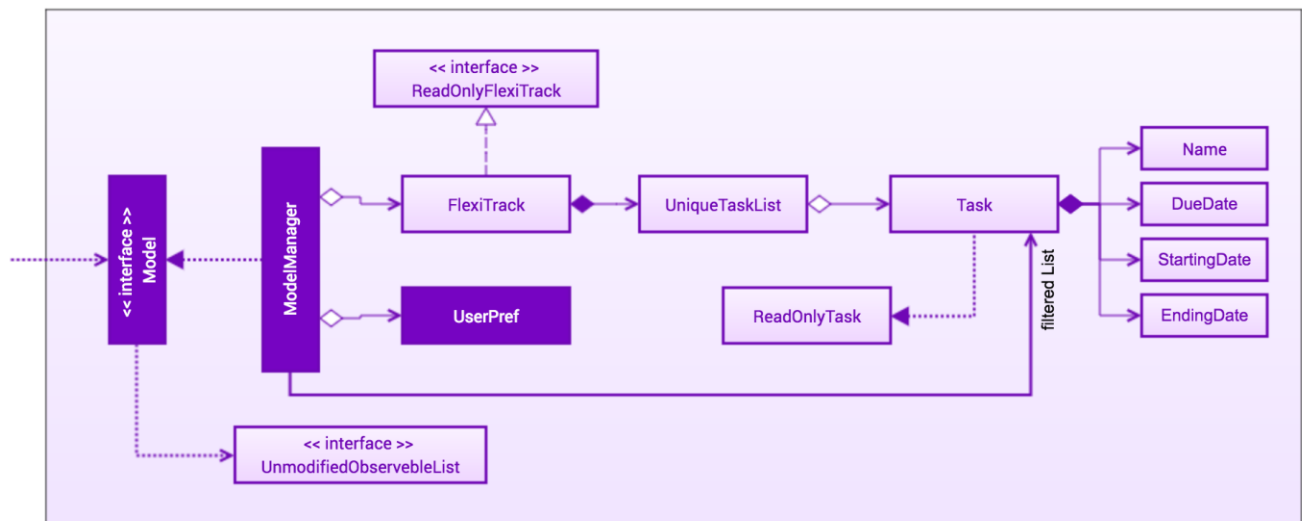 << interface >>
ReadOnlyFlexiTrack
Name
<< interface >>
Model
ModelManager
FlexiTrack
UniqueTaskList
Task
DueDate
StartingDate
filtered List
UserPref
ReadOnlyTask
EndingDate
<< interface >>
UnmodifiedObservebleList